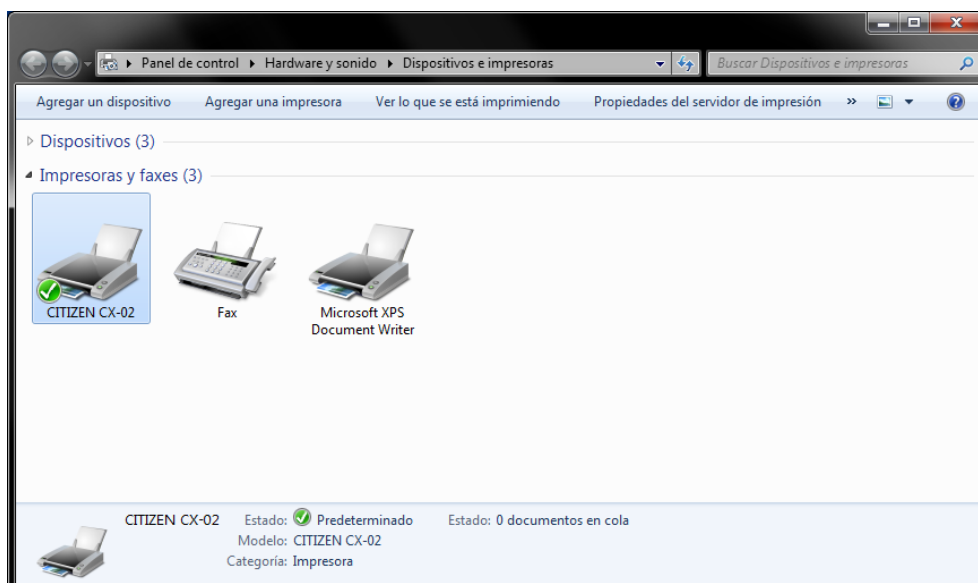 Panel de control Hardware y sonido Dispositivos e impresoras Buscar Dispositivos e impresoras
Agregar un dispositivo Agregar una impresora Ver lo que se está imprimiendo Propiedades del servidor de impresión »
Dispositivos (3)
Impresoras y faxes (3)
CITIZEN CX-02
Fax
Microsoft XPS
Document Writer
CITIZEN CX-02 Estado: Predeterminado Estado: 0 documentos en cola
Modelo: CITIZEN CX-02
Categoría: Impresora